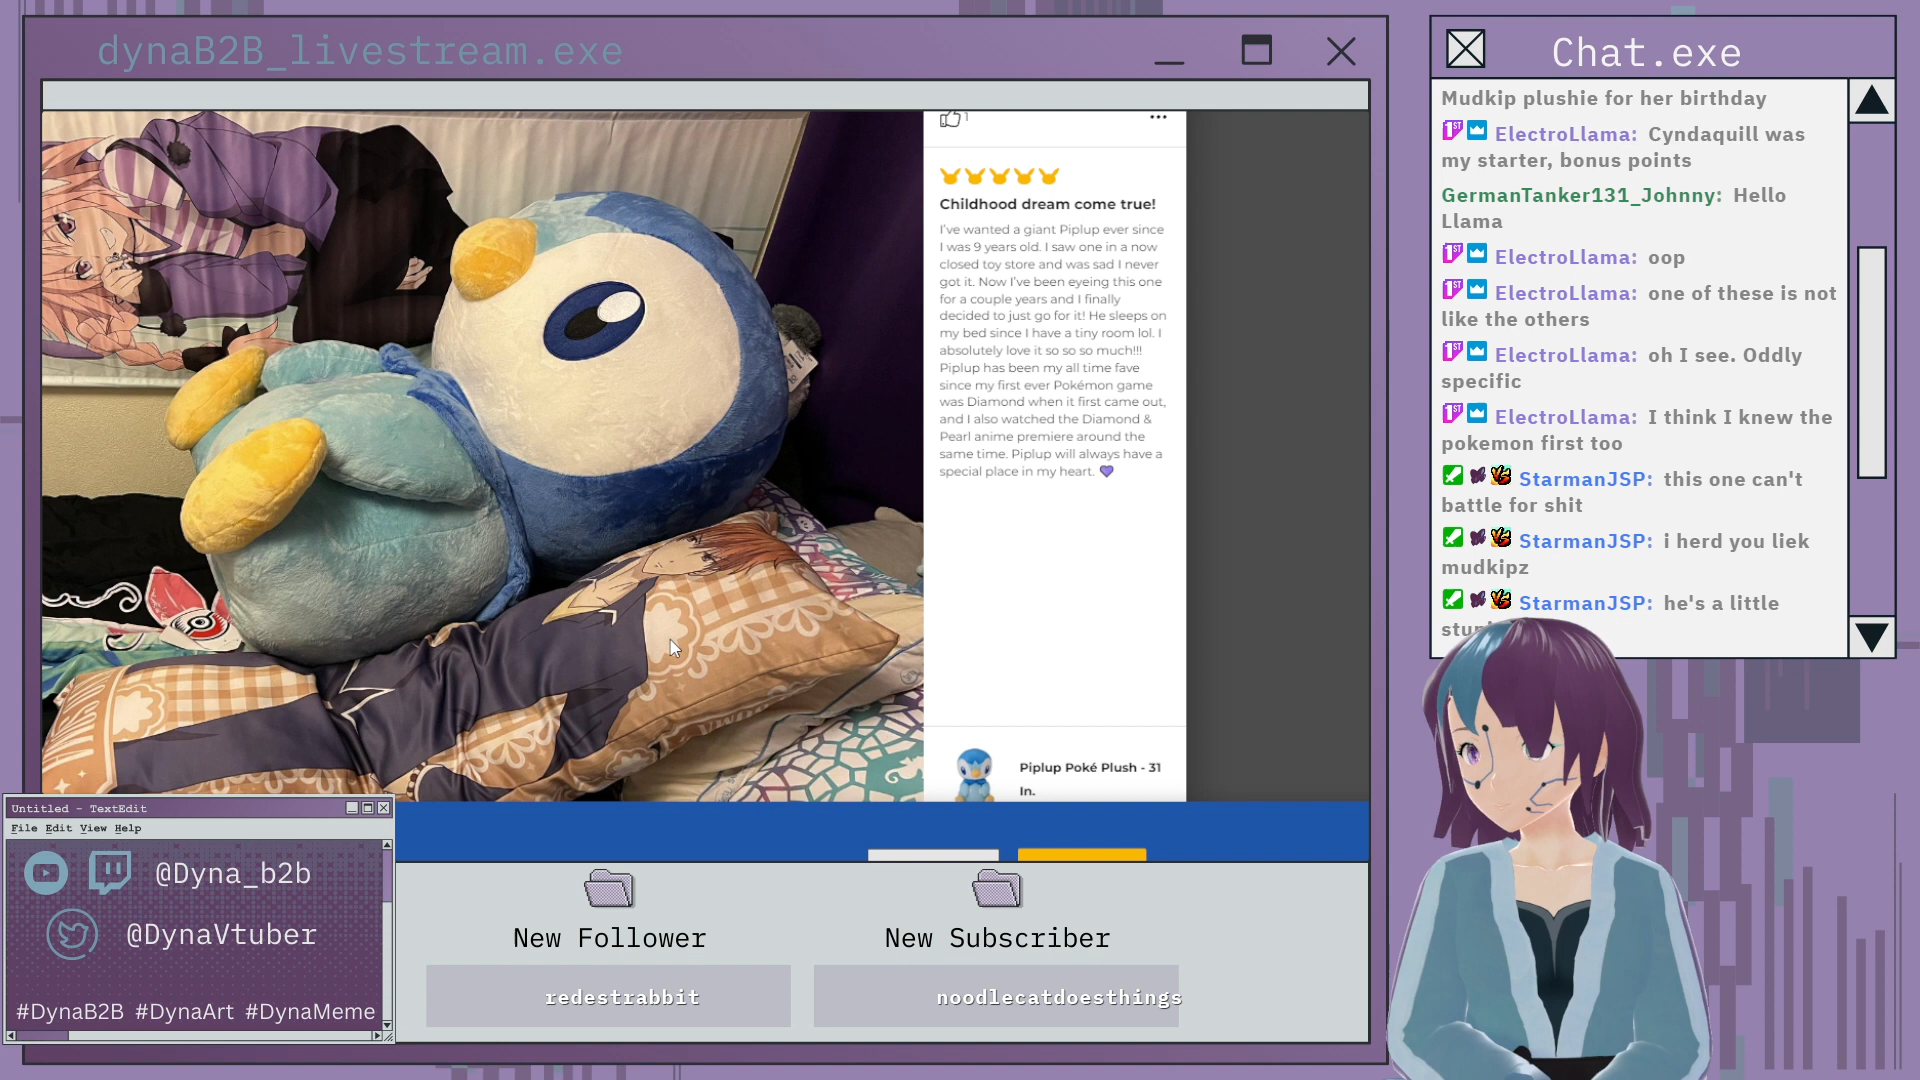 dynaB2B_livestream.exe
1
Childhood dream come true!
I've wanted a giant Piplup ever since
I was 9 years old. I saw one in a now
closed toy store and was sad I never
got it. Now I've been eyeing this one
for a couple years and I finally
decided to just go for it! He sleeps on
my bed since I have a tiny room lol. I
absolutely love it so so so much!!!
Piplup has been my all time fave
since my first ever Pokémon game
was Diamond when it first came out,
and I also watched the Diamond &
Pearl anime premiere around the
same time. Piplup will always have a
special place in my heart. 💜
Piplup Poké Plush - 31
In.
Chat.exe
Mudkip plushie for her birthday
ElectroLlama: Cyndaquill was
my starter, bonus points
GermanTanker131_Johnny: Hello
Llama
ElectroLlama: oop
ElectroLlama: one of these is not
like the others
ElectroLlama: oh I see. Oddly
specific
ElectroLlama: I think I knew the
pokemon first too
StarmanJSP: this one can't
battle for shit
StarmanJSP: i herd you liek
mudkipz
StarmanJSP: he's a little
Untitled - TextEdit
File Edit View Help
@Dyna_b2b
@DynaVtuber
#DynaB2B #DynaArt #DynaMeme
New Follower
redestrabbit
New Subscriber
noodlecatdoesthings